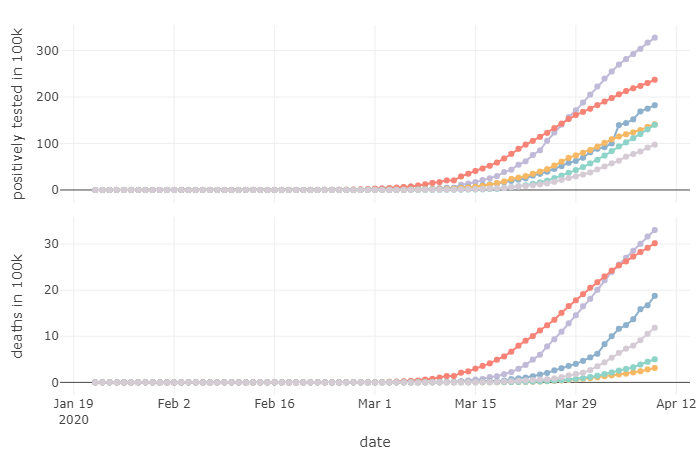 positively tested in 100k
300
200
100
0
deaths in 100k
30
20
10
0
Jan 19
2020
Feb 2
Feb 16
Mar 1
Mar 15
Mar 29
Apr 12
date